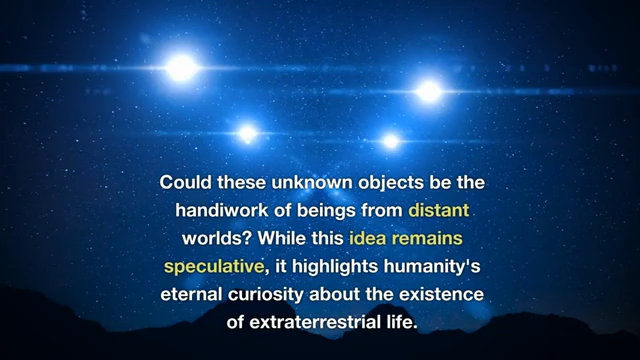 Could these unknown objects be the
handiwork of beings from distant
worlds? While this idea remains
speculative, it highlights humanity's
eternal curiosity about the existence
of extraterrestrial life.